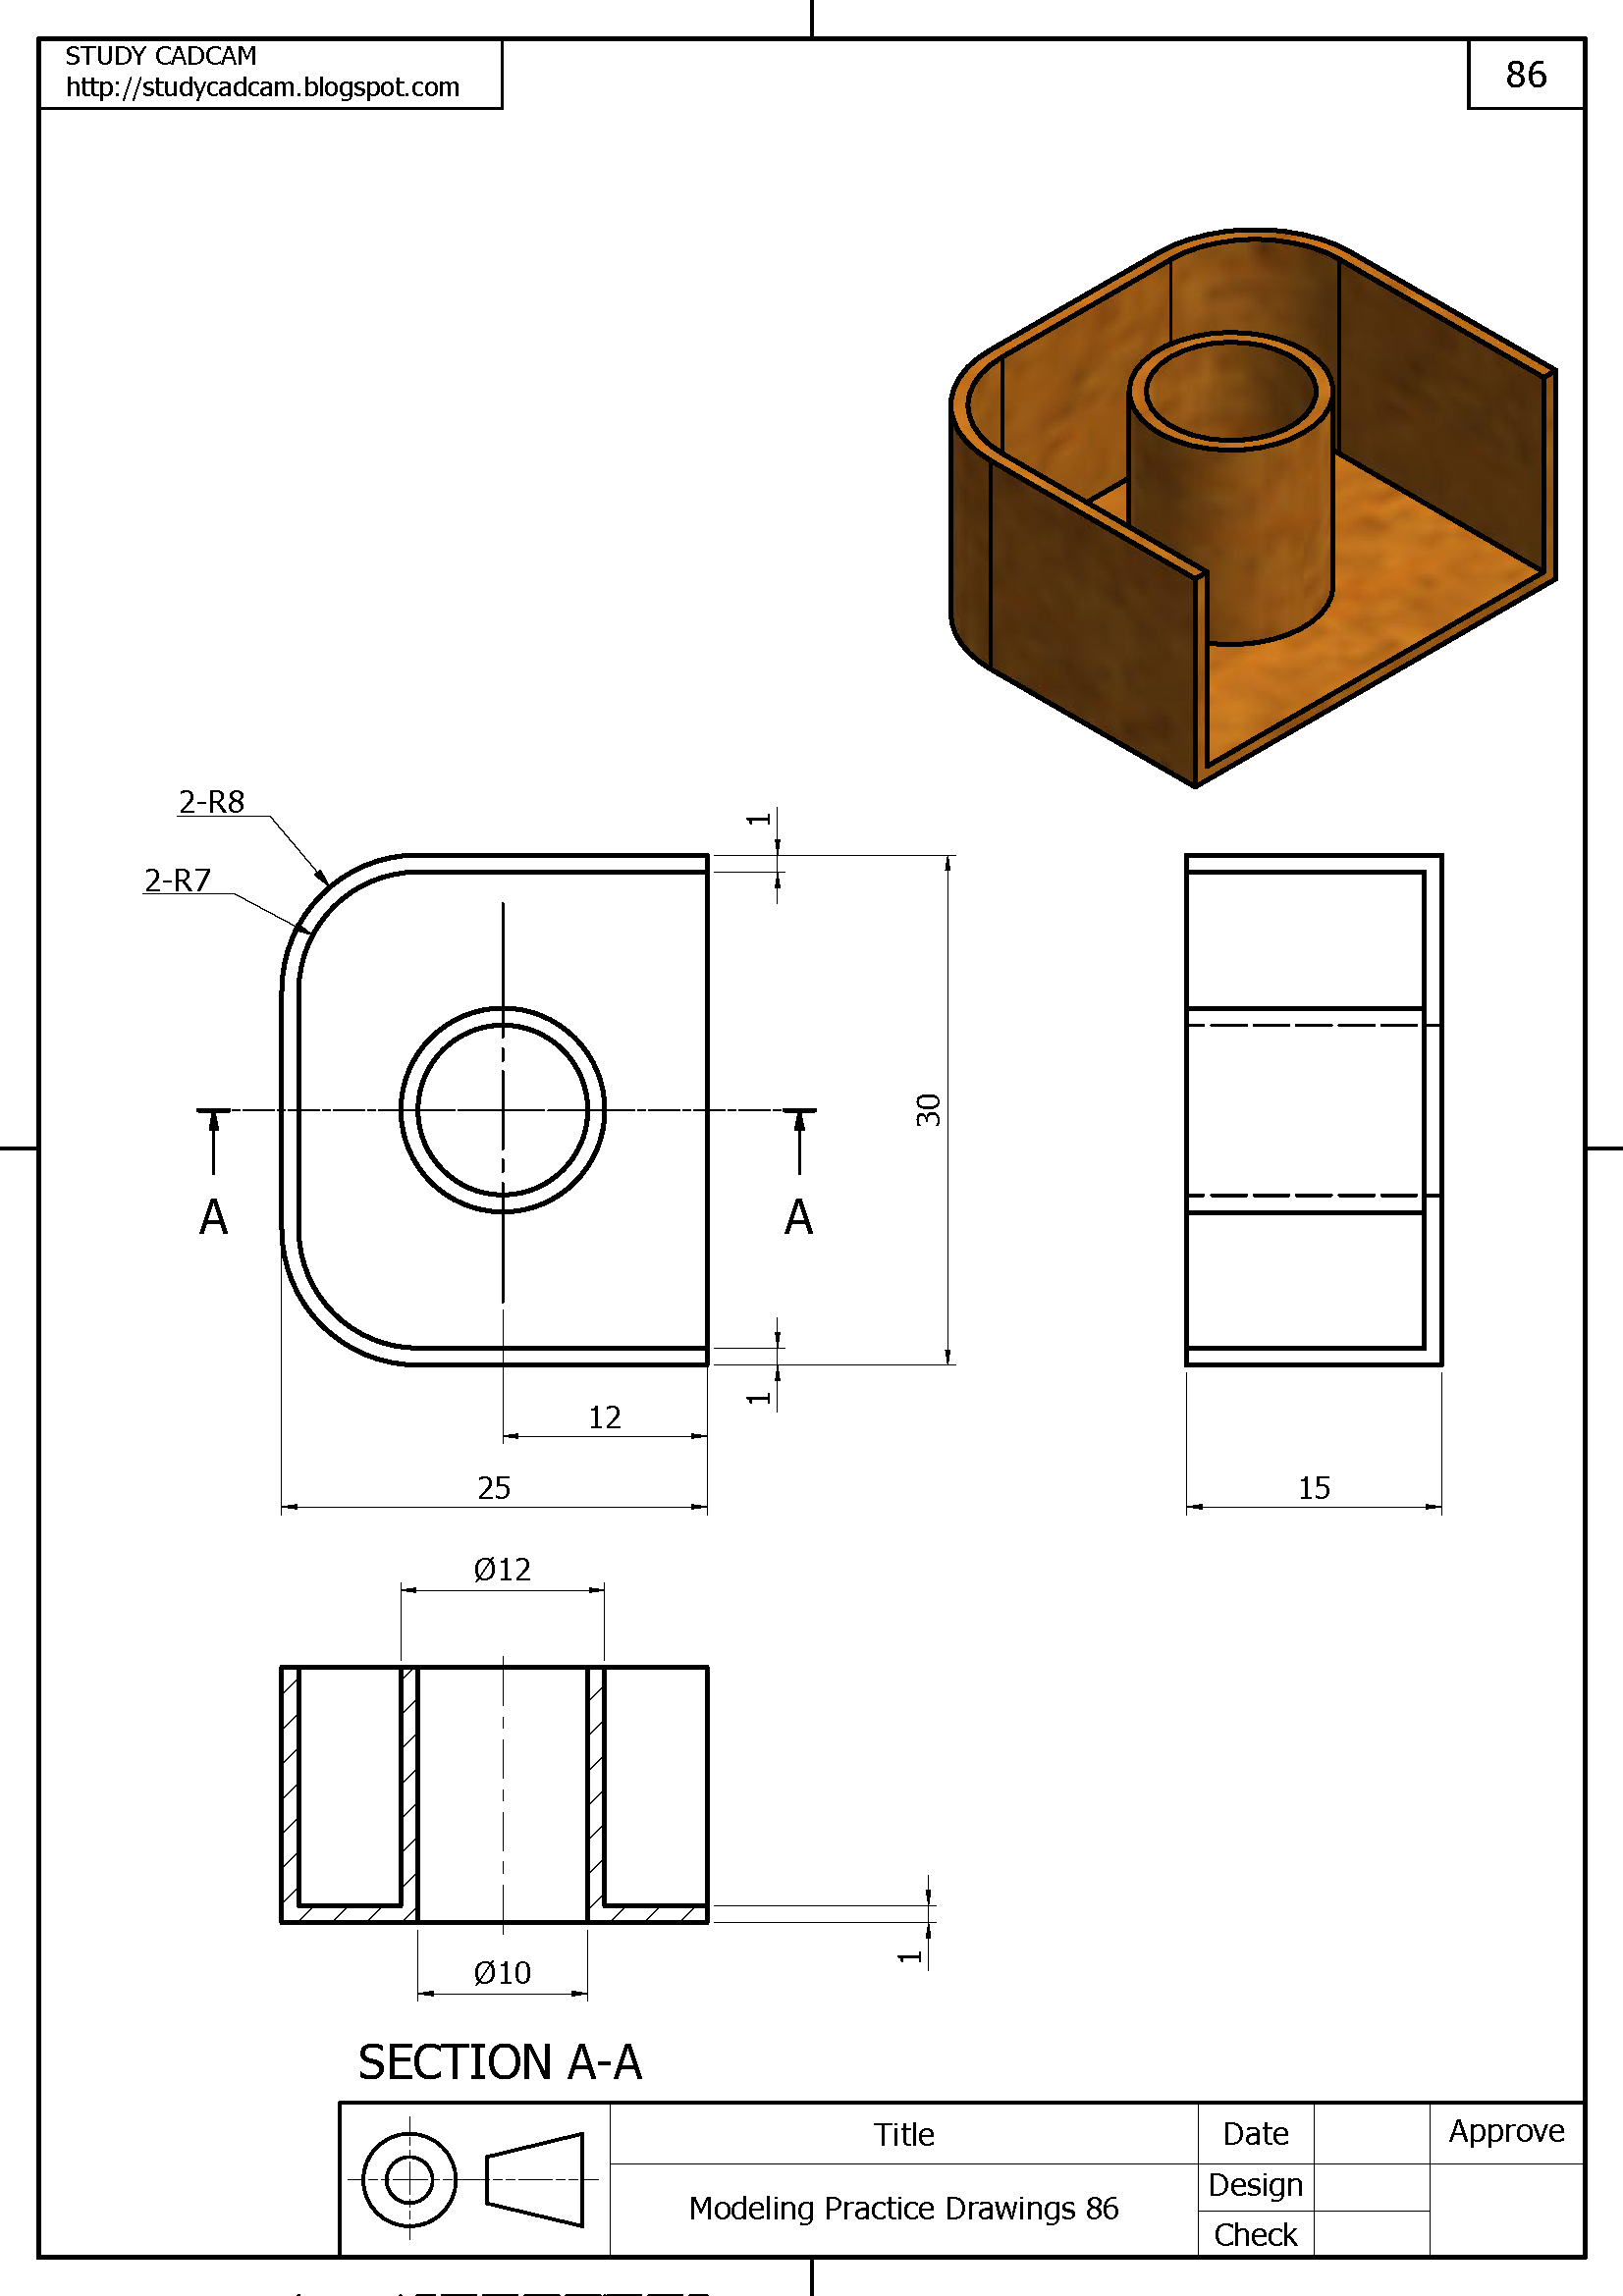 STUDY CADCAM
http://studycadcam.blogspot.com
86
2-R8
2-R7
1
30
A
A
1
12
25
15
Ø12
1
Ø10
SECTION A-A
Title
Date
Approve
Modeling Practice Drawings 86
Design
Check